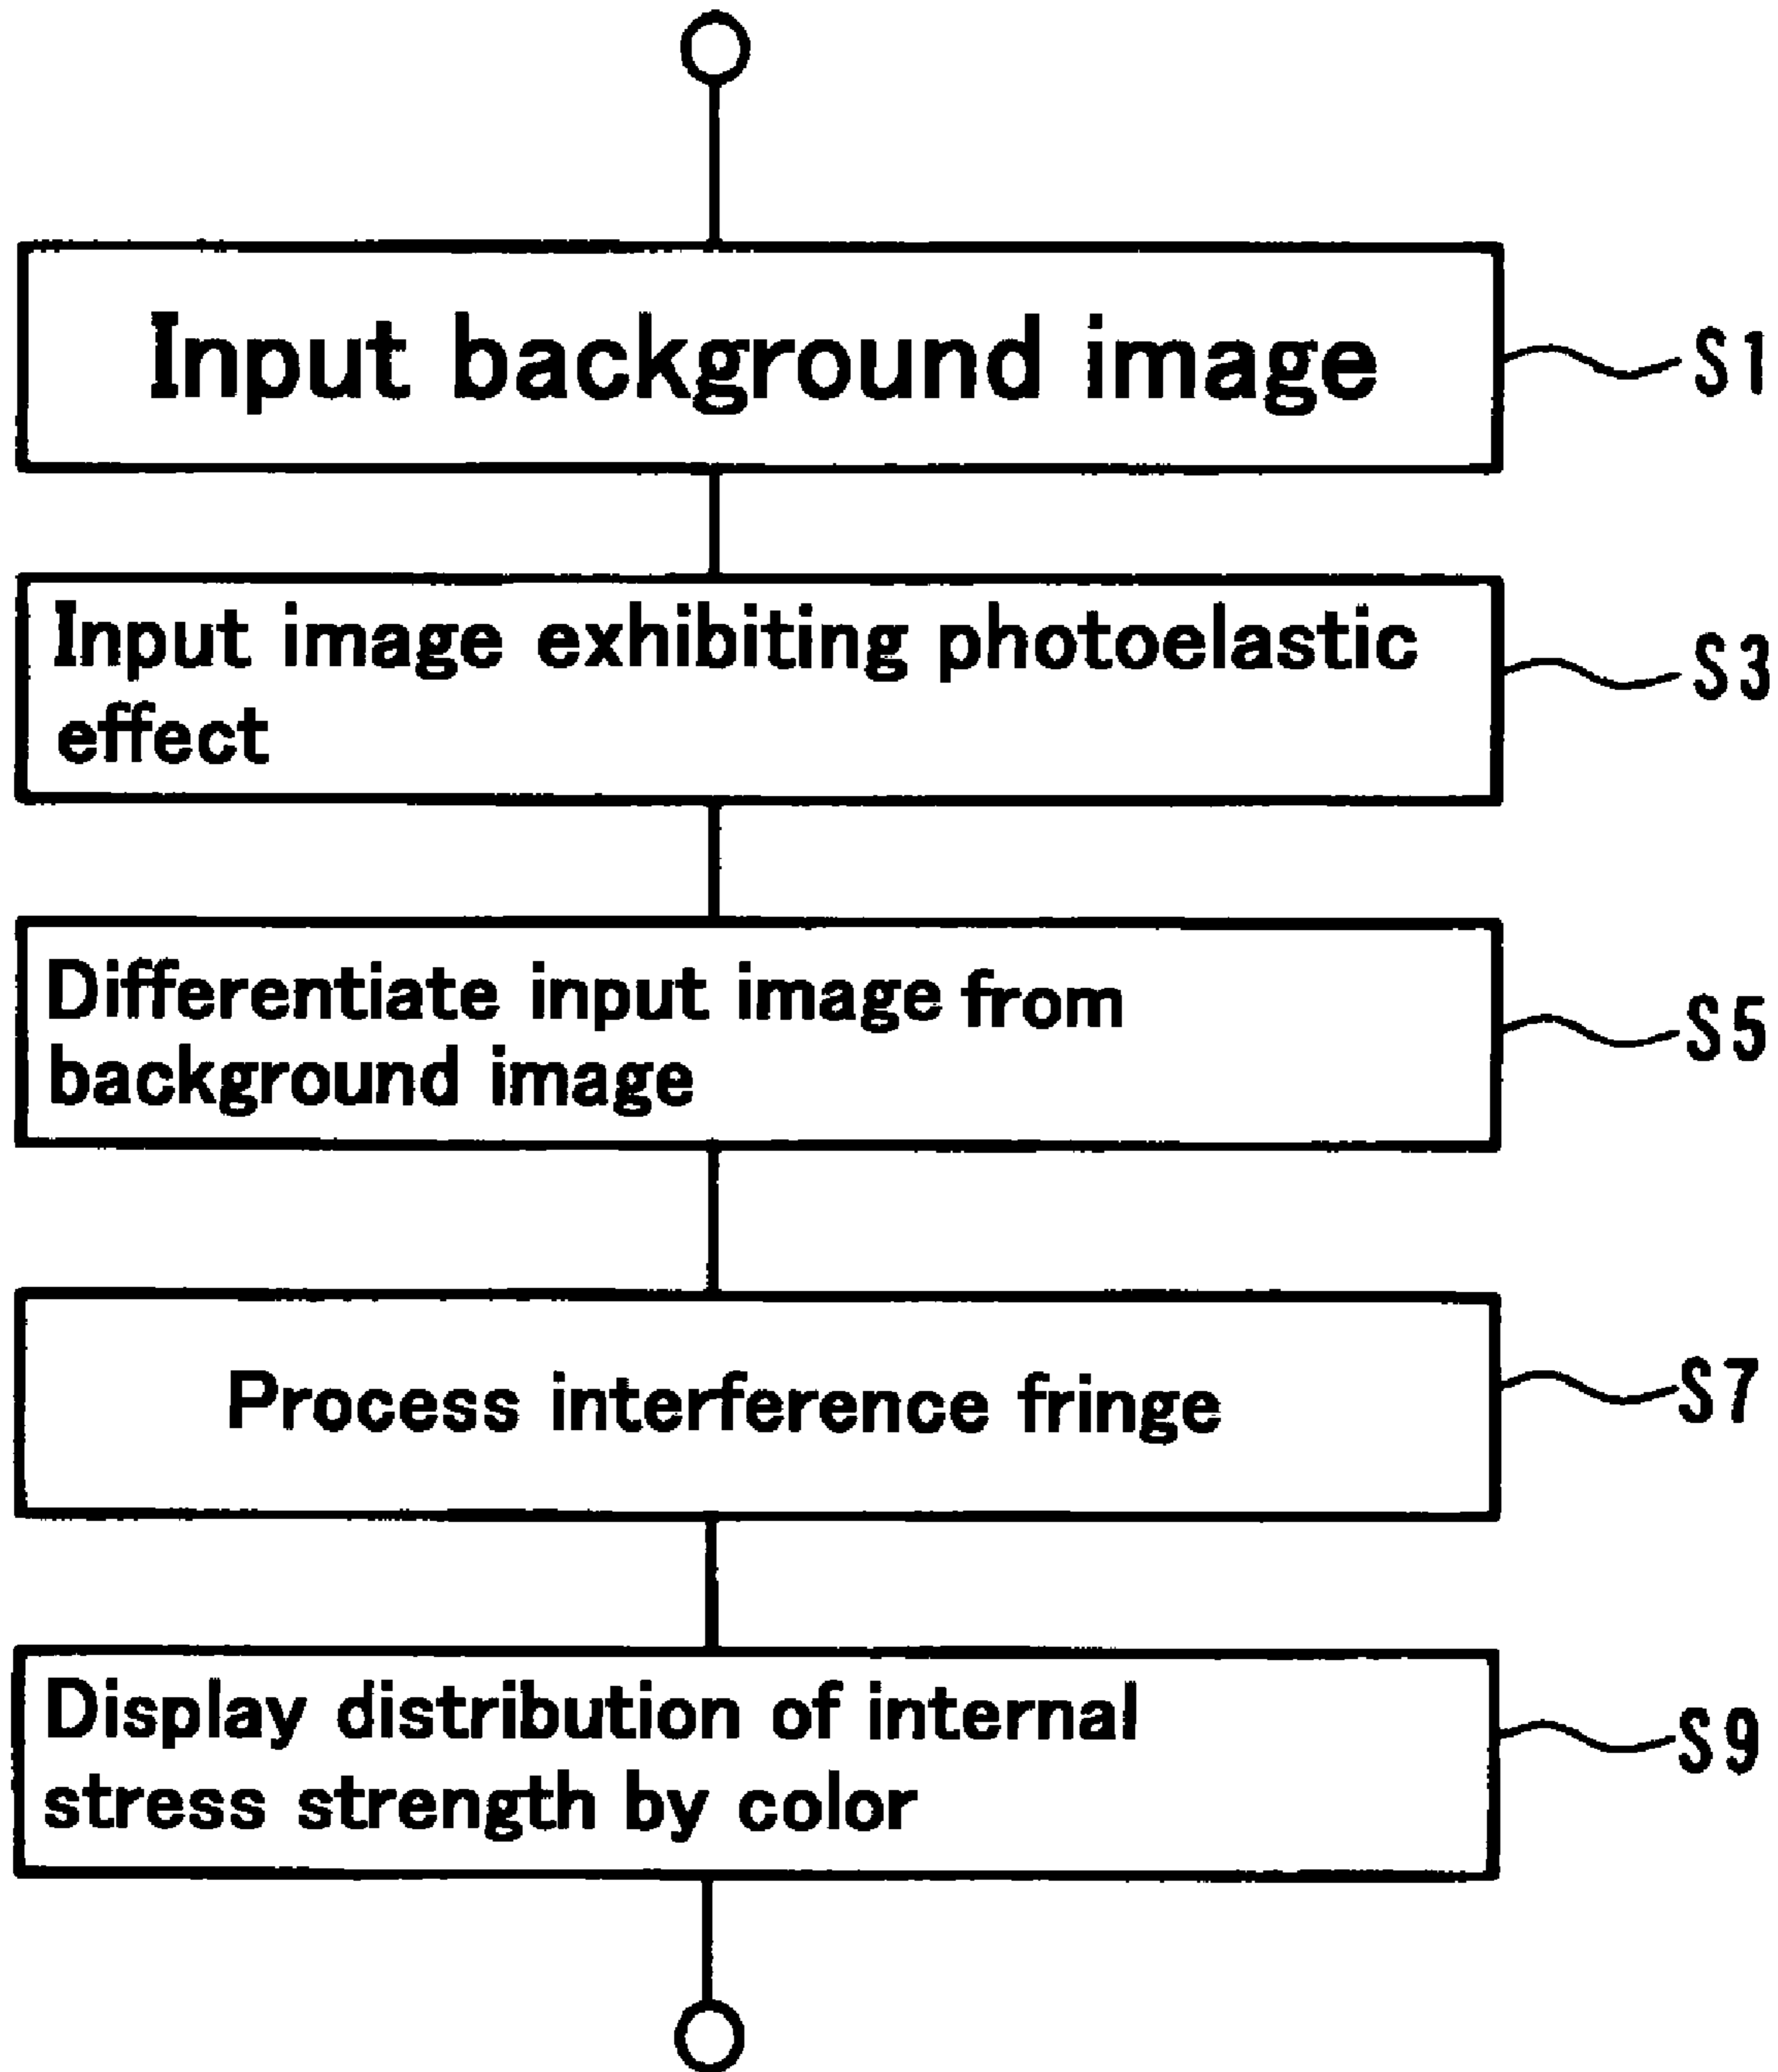 Input background image
S1
Input image exhibiting photoelastic
effect
S3
Differentiate input image from
background image
S5
Process interference fringe
S7
Display distribution of internal
stress strength by color
S9